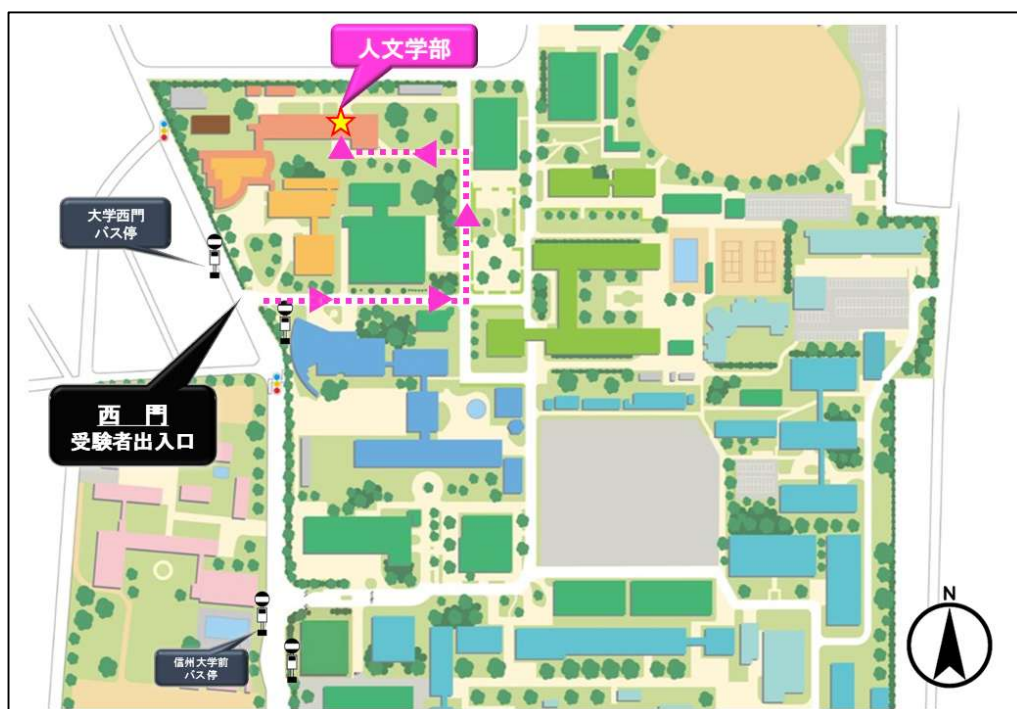 人文学部
大学西門
バス停
西　門
受験者出入口
信州大学前
バス停
N